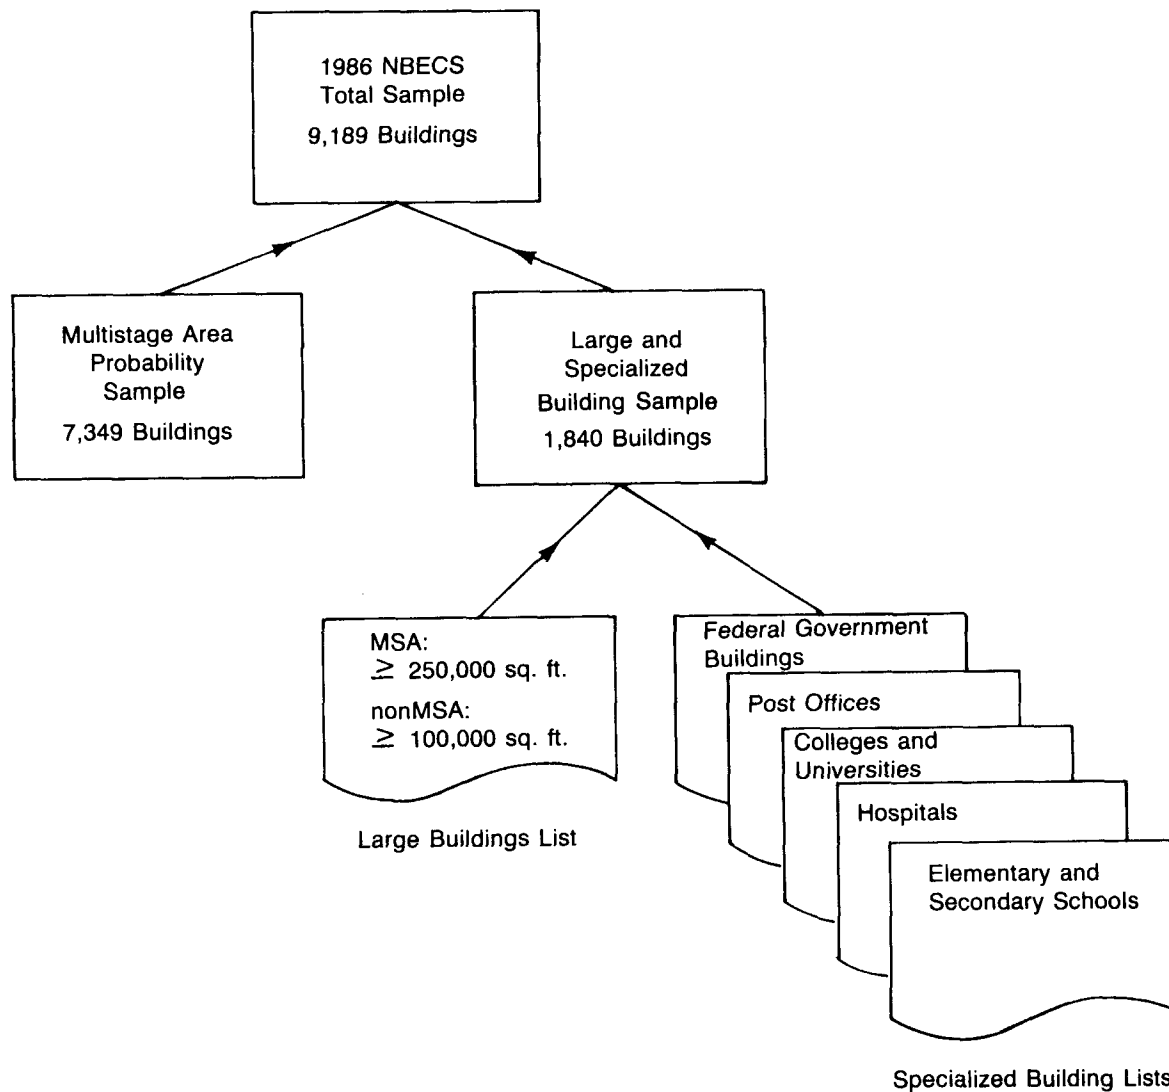 1986 NBECS
Total Sample
9,189 Buildings
Multistage Area
Probability
Sample
7,349 Buildings
Large and
Specialized
Building Sample
1,840 Buildings
MSA:
≥ 250,000 sq. ft.
nonMSA:
≥ 100,000 sq. ft.
Large Buildings List
Federal Government
Buildings
Post Offices
Colleges and
Universities
Hospitals
Elementary and
Secondary Schools
Specialized Building Lists